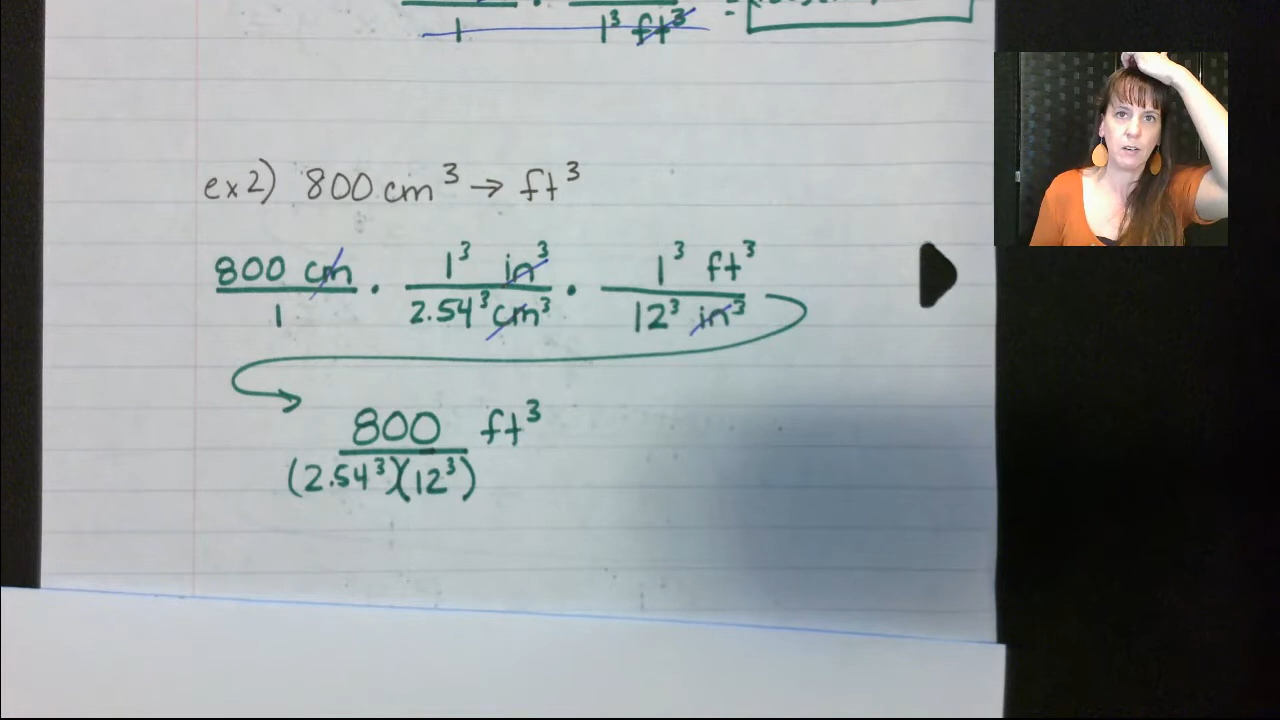 1 1³ ft³ =
ex2) 800 cm³ → ft³
800 cm / 1 · 1³ in³ / 2.54³ cm³ · 1³ ft³ / 12³ in³
800 / (2.54³)(12³) ft³